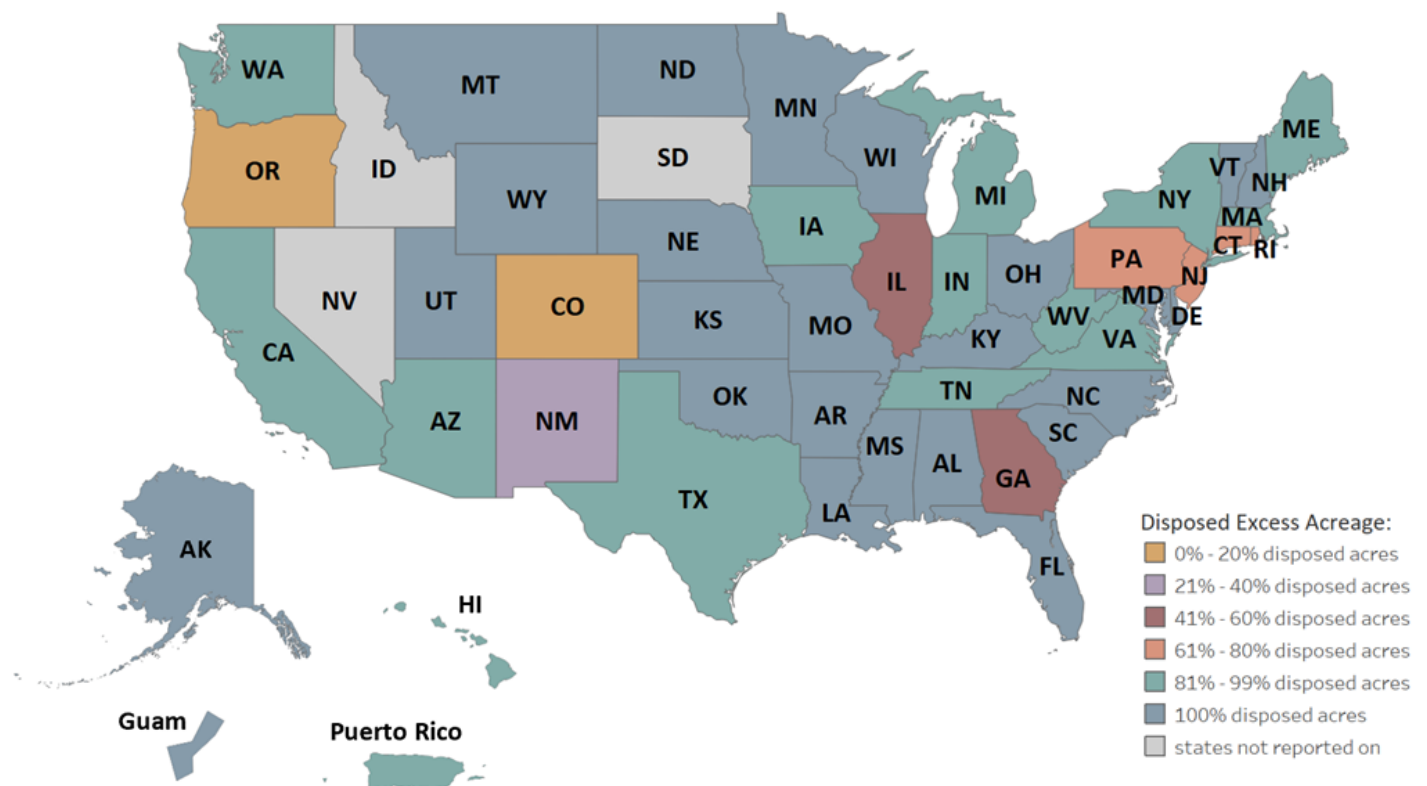 WA
MT
ND
MN
ME
OR
ID
SD
WI
VT
NH
WY
MI
NY
MA
IA
CT
RI
NE
PA
NV
UT
CO
IL
IN
OH
NJ
MD
DE
CA
KS
MO
WV
VA
KY
AZ
NM
OK
AR
TN
NC
SC
MS
AL
GA
TX
LA
FL
AK
HI
Guam
Puerto Rico
Disposed Excess Acreage:
0% - 20% disposed acres
21% - 40% disposed acres
41% - 60% disposed acres
61% - 80% disposed acres
81% - 99% disposed acres
100% disposed acres
states not reported on